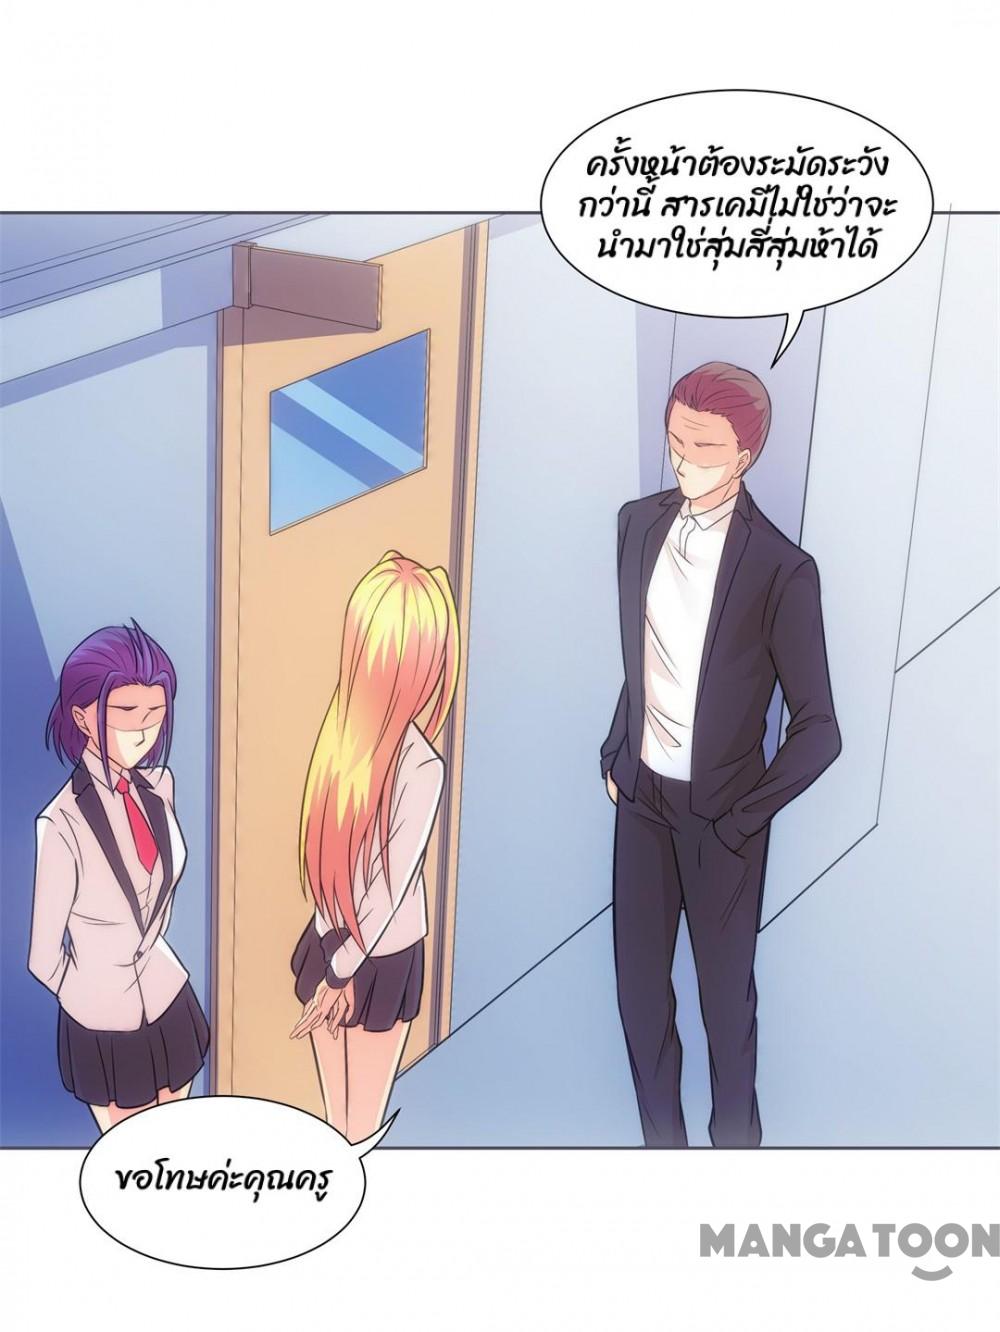 ครั้งหน้าต้องระมัดระวัง
กว่านี้ สารเคมีไม่ใช่ว่าจะ
นำมาใช่สุ่มสี่สุ่มห้าได้
ขอโทษค่ะคุณครู
MANGATOON